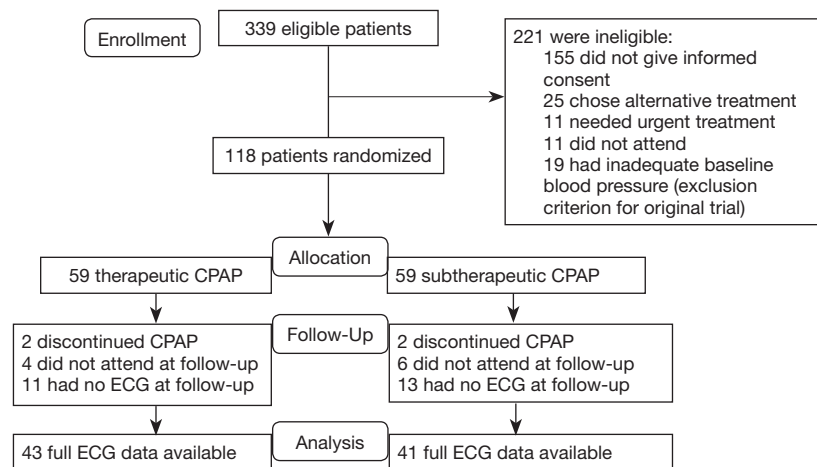 Enrollment
339 eligible patients
221 were ineligible:
155 did not give informed
consent
25 chose alternative treatment
11 needed urgent treatment
11 did not attend
19 had inadequate baseline
blood pressure (exclusion
criterion for original trial)
118 patients randomized
Allocation
59 therapeutic CPAP
59 subtherapeutic CPAP
Follow-Up
2 discontinued CPAP
4 did not attend at follow-up
11 had no ECG at follow-up
2 discontinued CPAP
6 did not attend at follow-up
13 had no ECG at follow-up
Analysis
43 full ECG data available
41 full ECG data available